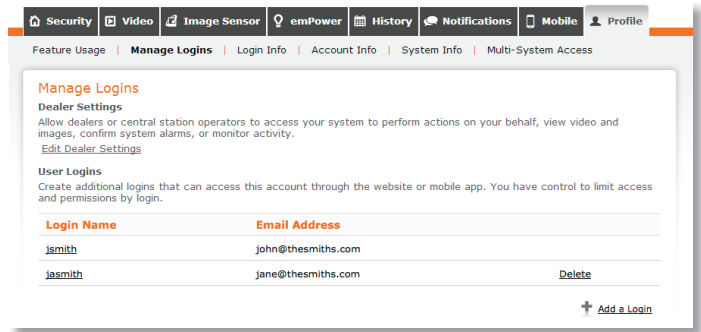 Security Video Image Sensor emPower History Notifications Mobile Profile
Feature Usage | Manage Logins | Login Info | Account Info | System Info | Multi-System Access
Manage Logins
Dealer Settings
Allow dealers or central station operators to access your system to perform actions on your behalf, view video and
images, confirm system alarms, or monitor activity.
Edit Dealer Settings
User Logins
Create additional logins that can access this account through the website or mobile app. You have control to limit access
and permissions by login.
Login Name Email Address
jsmith john@thesmiths.com
jasmith jane@thesmiths.com Delete
Add a Login